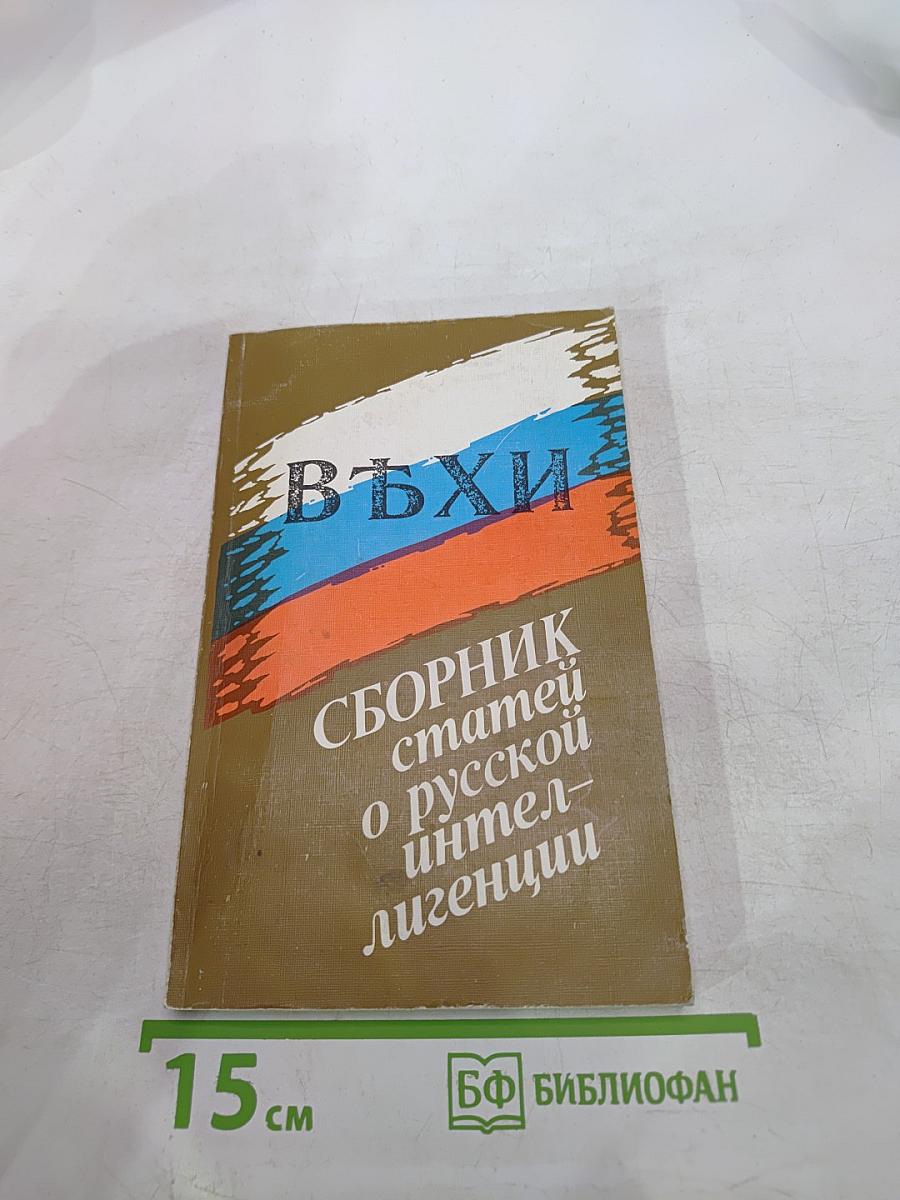 ВѢХИ
СБОРНИК
статей
о русской
интел-
лигенции
15 см
БФ БИБЛИОФАН